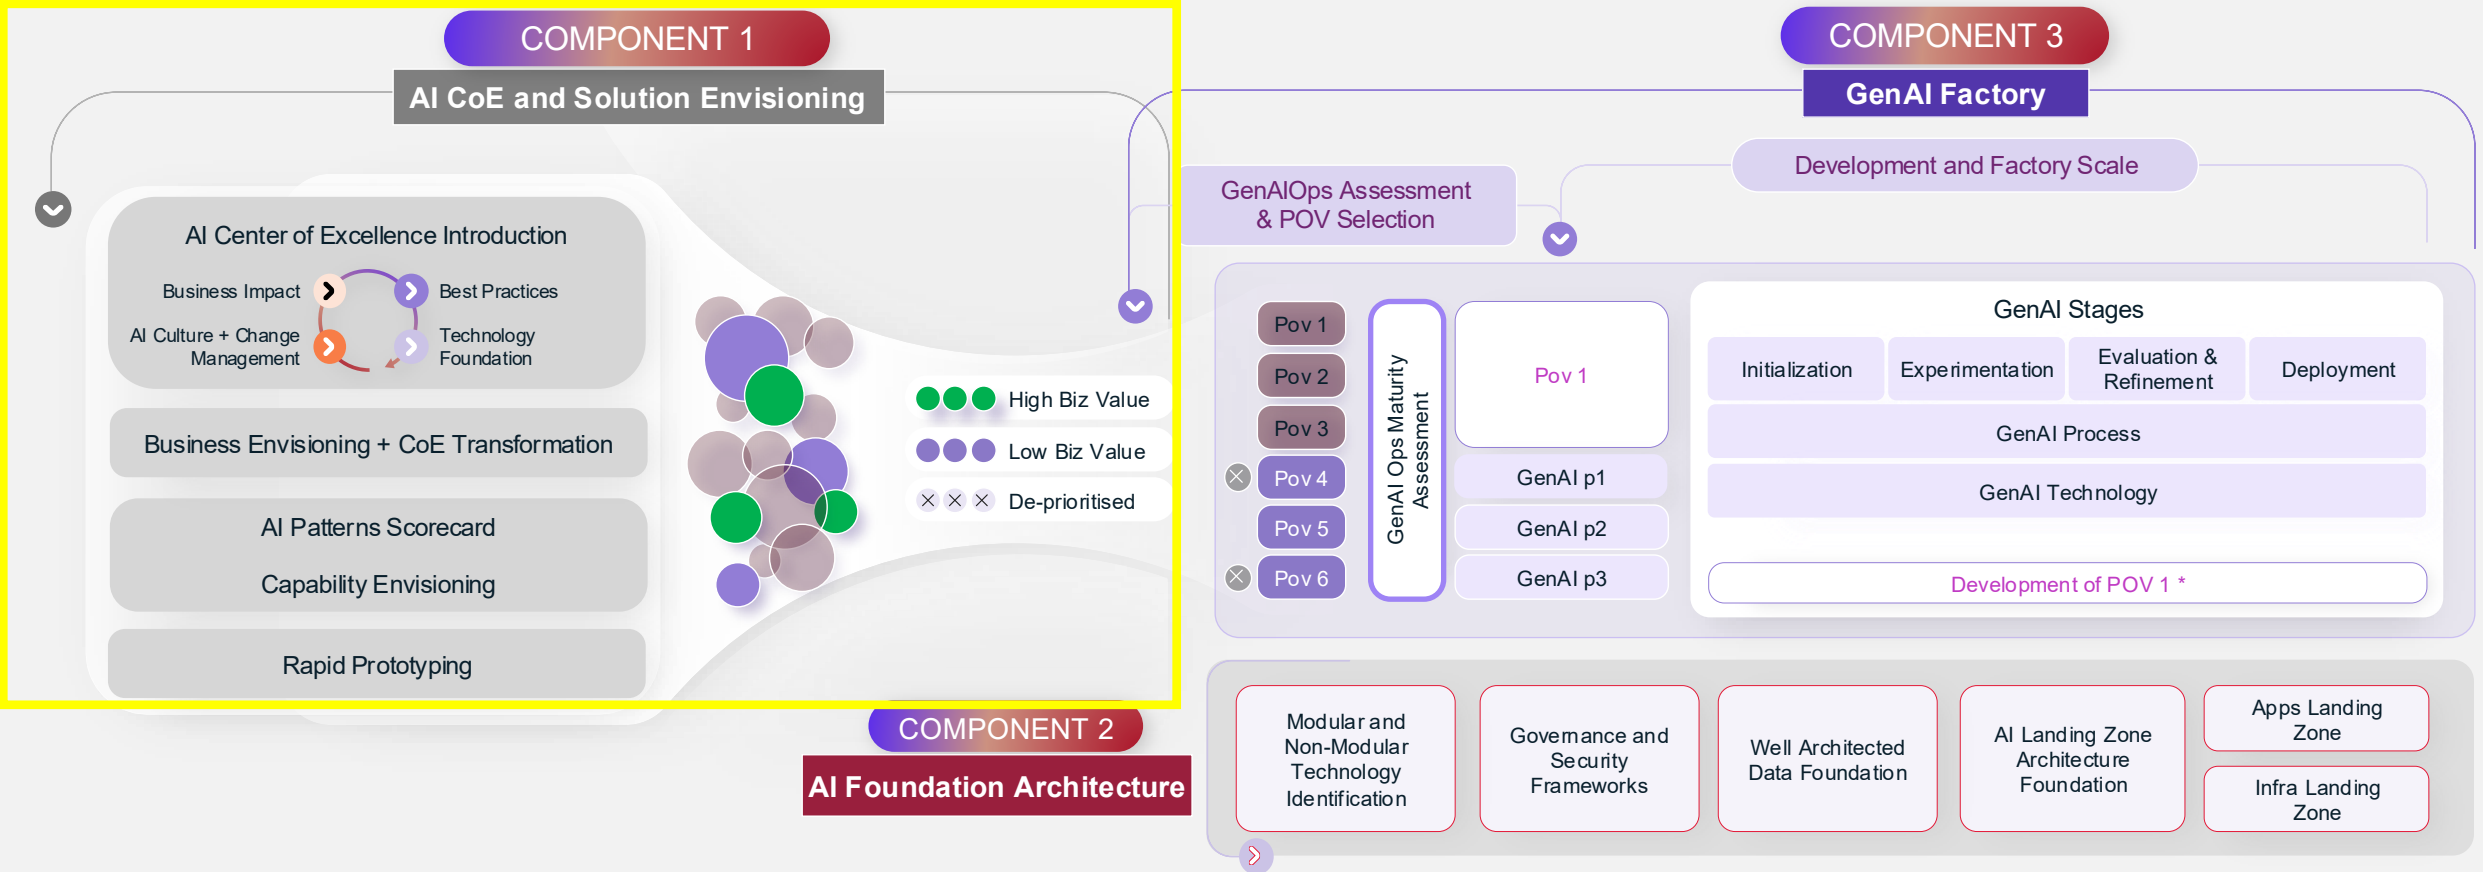 COMPONENT 1
AI CoE and Solution Envisioning
AI Center of Excellence Introduction
Business Impact
Best Practices
AI Culture + Change
Management
Technology
Foundation
Business Envisioning + CoE Transformation
AI Patterns Scorecard
Capability Envisioning
Rapid Prototyping
High Biz Value
Low Biz Value
De-prioritised
COMPONENT 2
AI Foundation Architecture
COMPONENT 3
GenAI Factory
GenAIOps Assessment
& POV Selection
Development and Factory Scale
Pov 1
Pov 2
Pov 3
Pov 4
Pov 5
Pov 6
GenAI Ops Maturity
Assessment
Pov 1
GenAI p1
GenAI p2
GenAI p3
GenAI Stages
Initialization
Experimentation
Evaluation &
Refinement
Deployment
GenAI Process
GenAI Technology
Development of POV 1 *
Modular and
Non-Modular
Technology
Identification
Governance and
Security
Frameworks
Well Architected
Data Foundation
AI Landing Zone
Architecture
Foundation
Apps Landing
Zone
Infra Landing
Zone